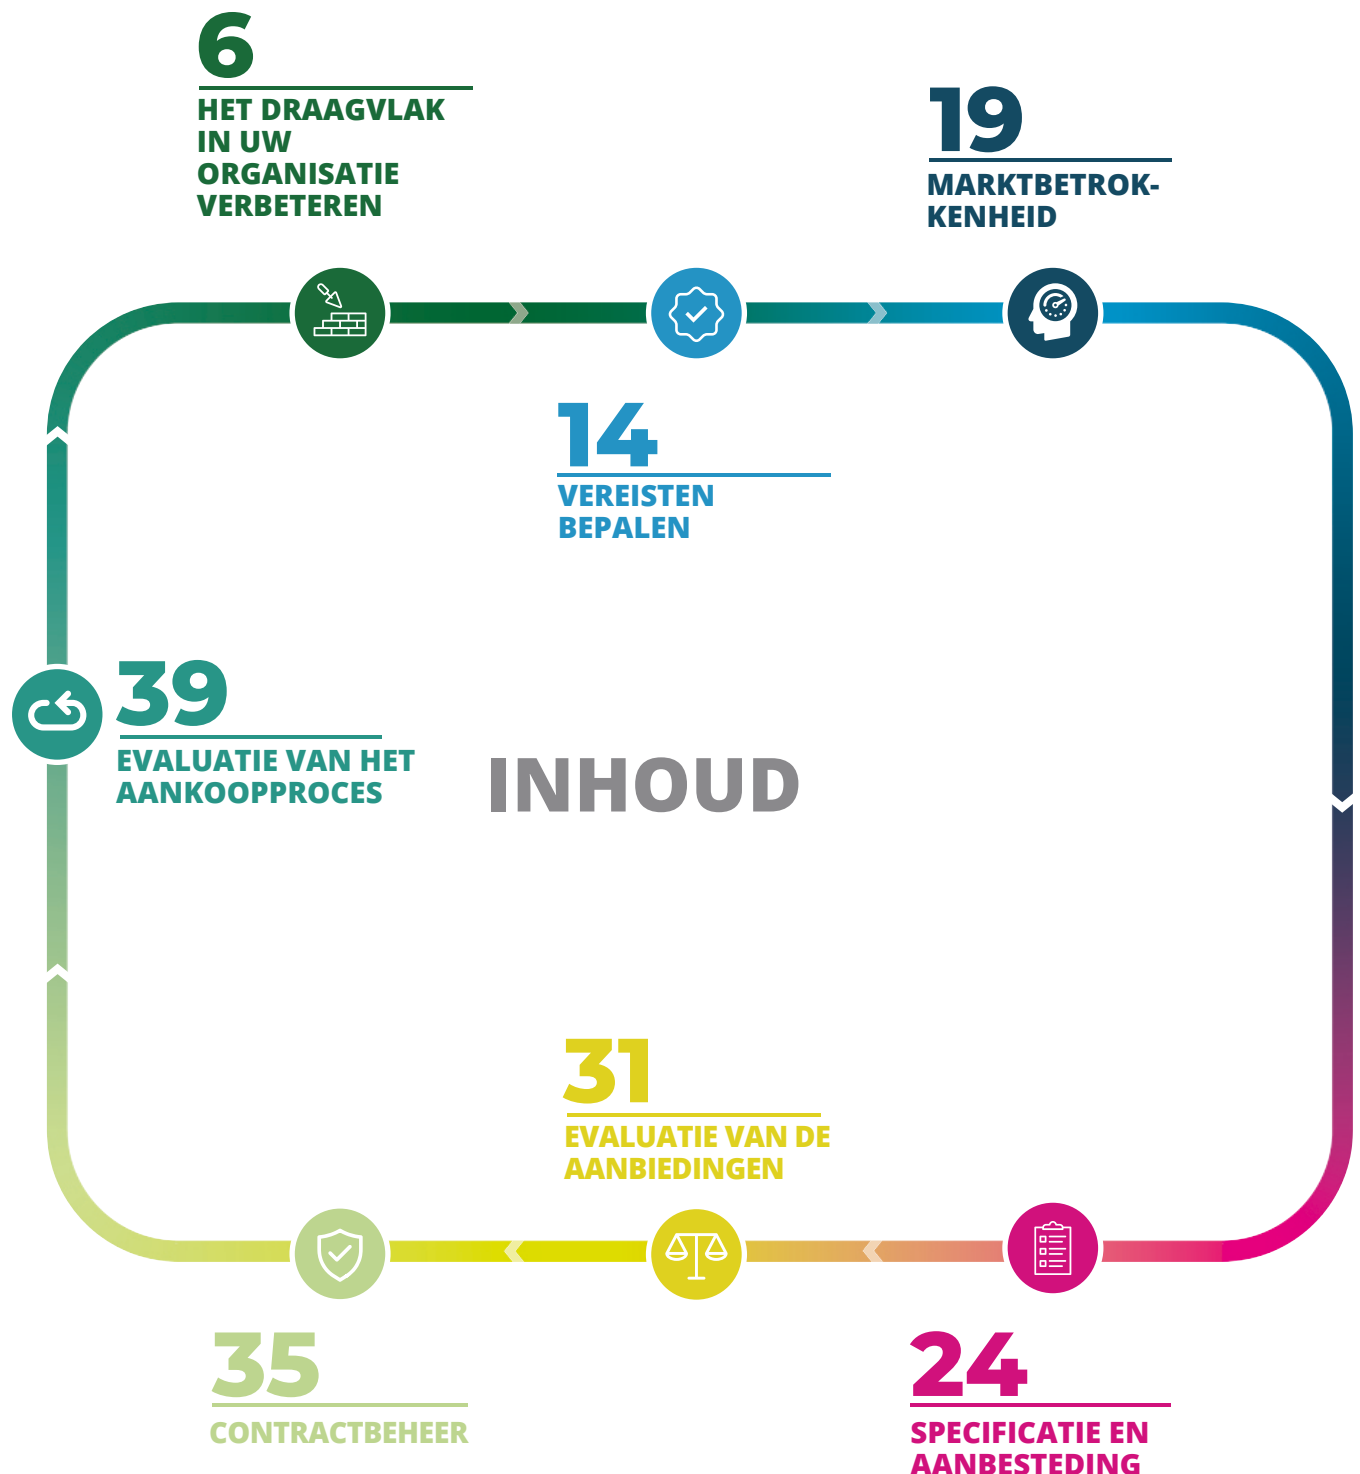 6
HET DRAAGVLAK
IN UW
ORGANISATIE
VERBETEREN
19
MARKTBETROK-
KENHEID
14
VEREISTEN
BEPALEN
39
EVALUATIE VAN HET
AANKOOPPROCES
INHOUD
31
EVALUATIE VAN DE
AANBIEDINGEN
35
CONTRACTBEHEER
24
SPECIFICATIE EN
AANBESTEDING